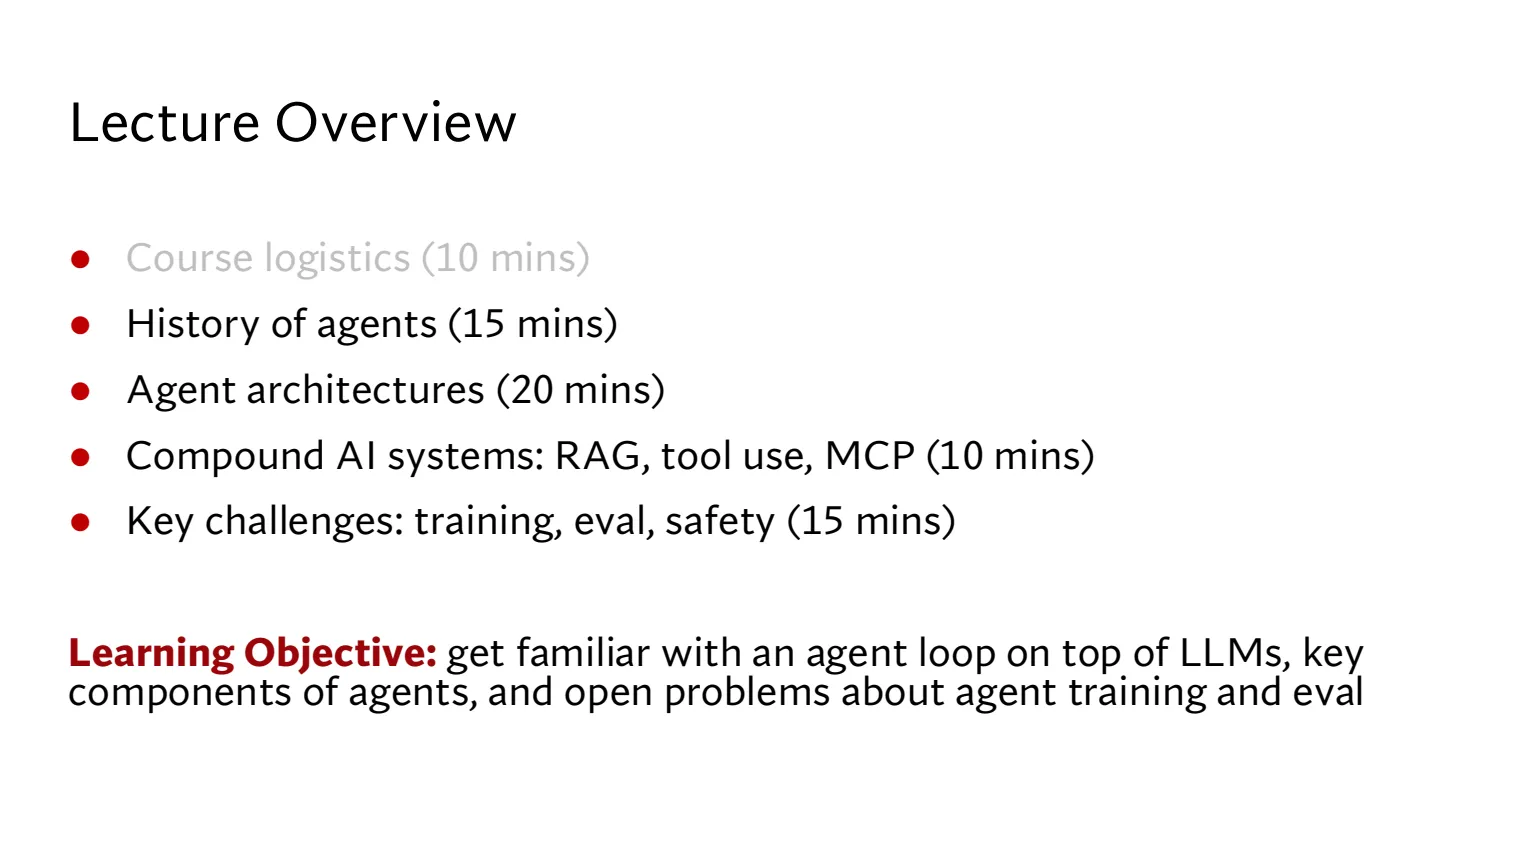 Lecture Overview
● Course logistics (10 mins)
● History of agents (15 mins)
● Agent architectures (20 mins)
● Compound AI systems: RAG, tool use, MCP (10 mins)
● Key challenges: training, eval, safety (15 mins)
Learning Objective: get familiar with an agent loop on top of LLMs, key
components of agents, and open problems about agent training and eval